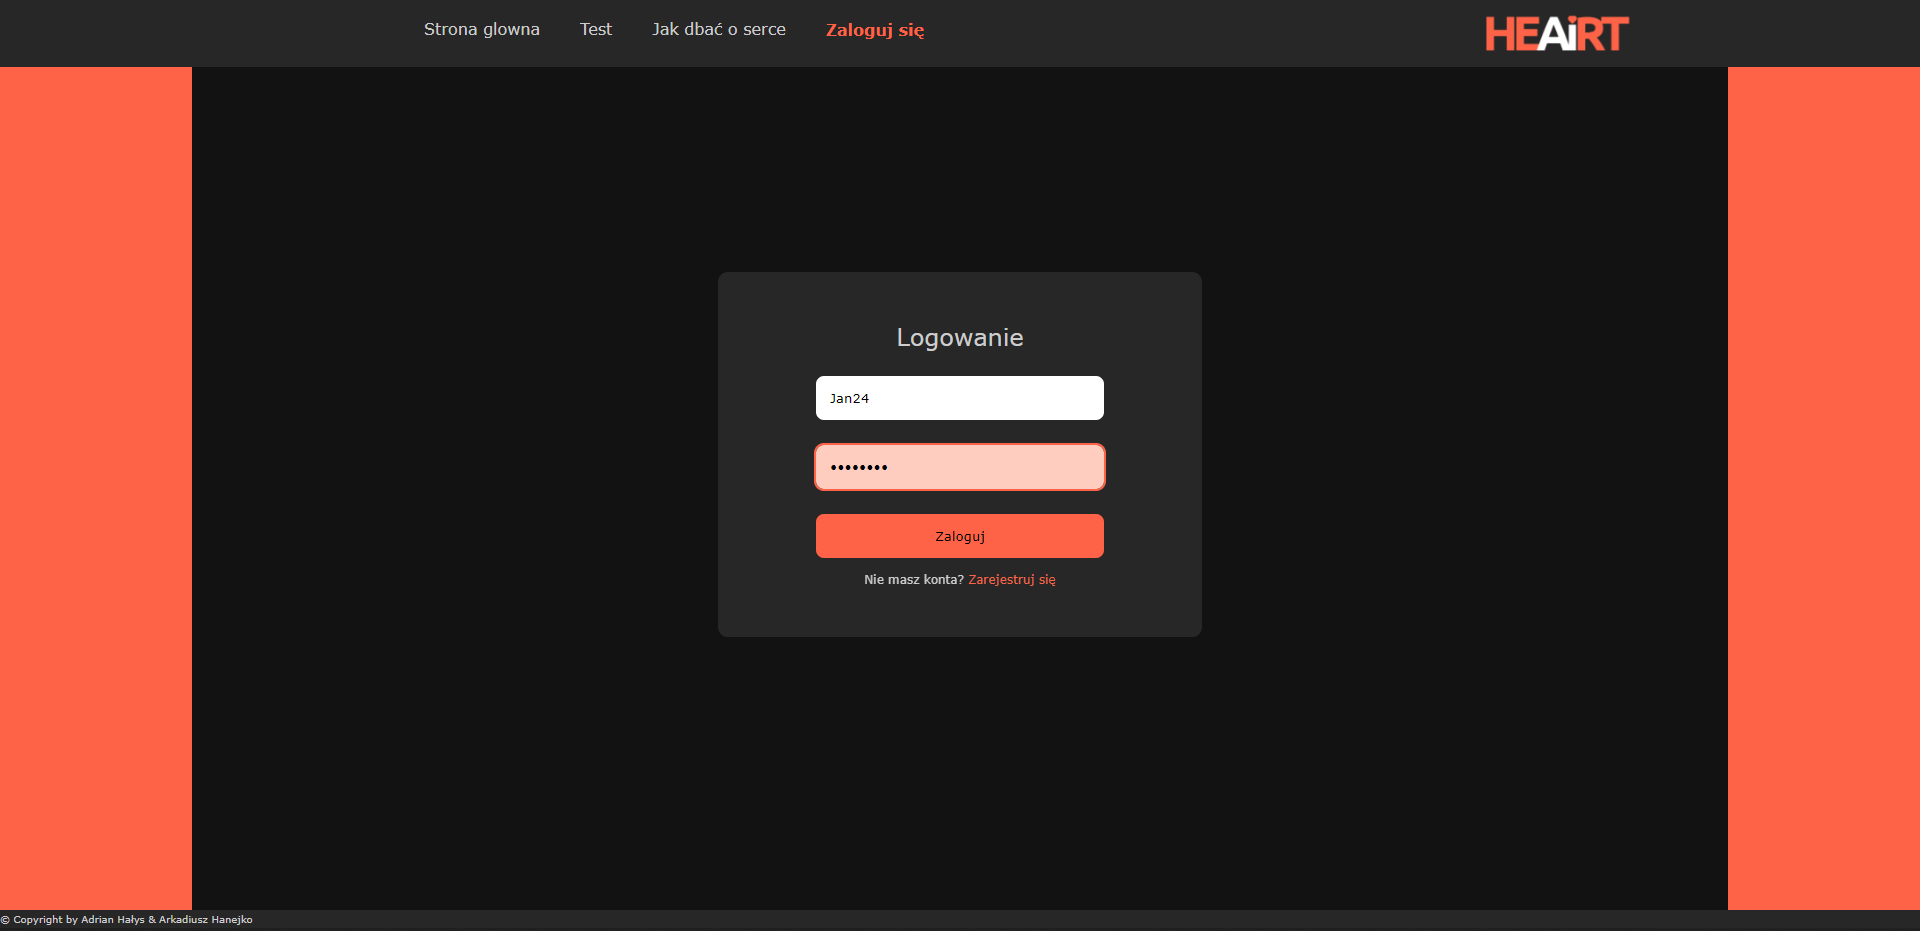 Strona glowna Test Jak dbać o serce Zaloguj się HEAiRT
Logowanie
Jan24
••••••••
Zaloguj
Nie masz konta? Zarejestruj się
© Copyright by Adrian Hałys & Arkadiusz Hanejko